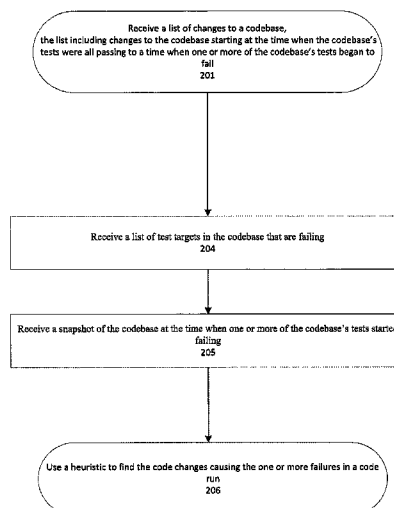 Receive a list of changes to a codebase,
the list including changes to the codebase starting at the time when the codebase's
tests were all passing to a time when one or more of the codebase's tests began to
fail
201
Receive a list of test targets in the codebase that are failing
204
Receive a snapshot of the codebase at the time when one or more of the codebase's tests starte
failing
205
Use a heuristic to find the code changes causing the one or more failures in a code
run
206